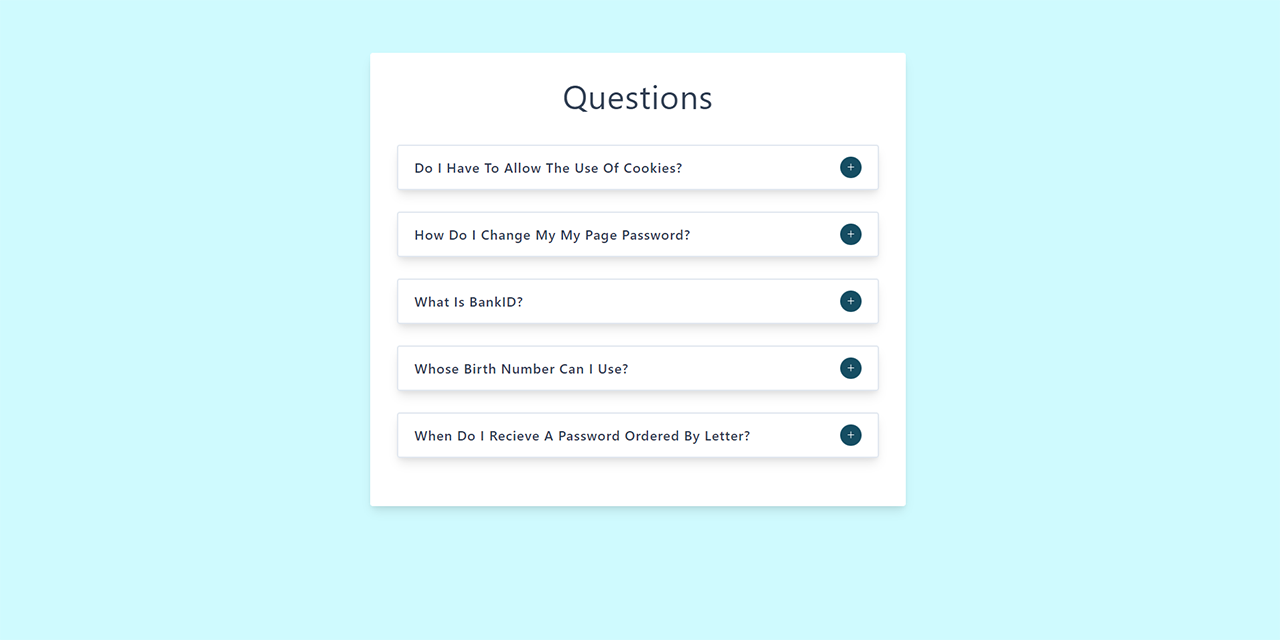 Questions
Do I Have To Allow The Use Of Cookies?
+
How Do I Change My My Page Password?
+
What Is BankID?
+
Whose Birth Number Can I Use?
+
When Do I Recieve A Password Ordered By Letter?
+